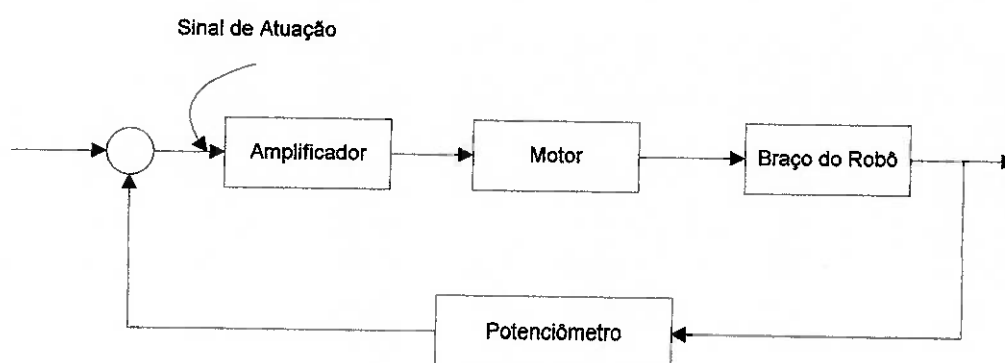 Sinal de Atuação
Amplificador
Motor
Braço do Robô
Potenciômetro